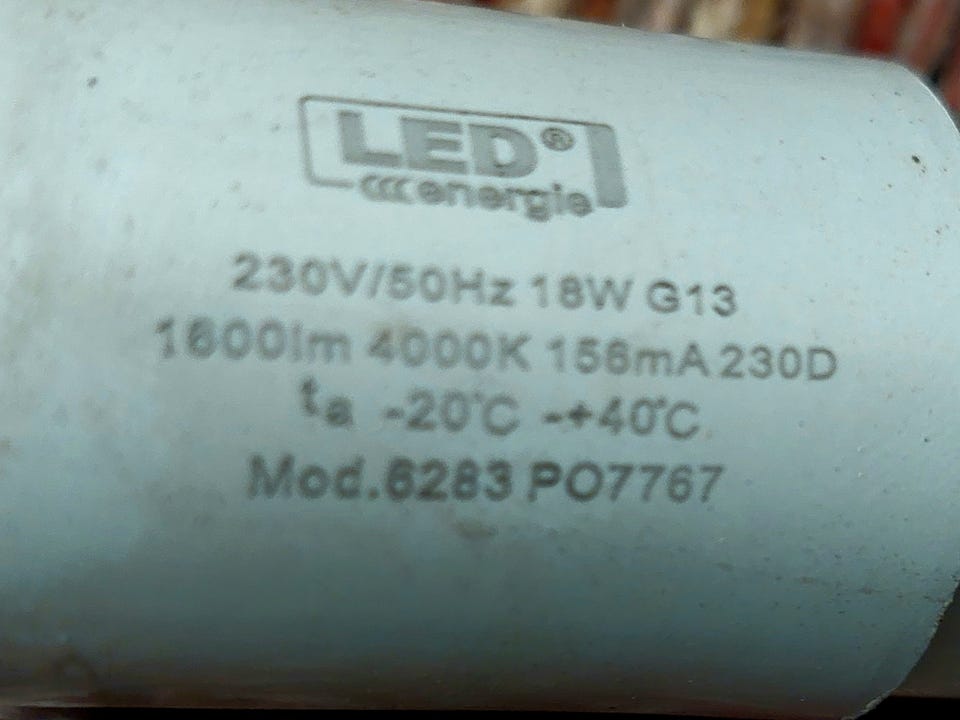 LED®
energie
230V/50Hz 18W G13
1600lm 4000K 156mA 230D
ta -20°C -+40°C
Mod.6283 PO7767